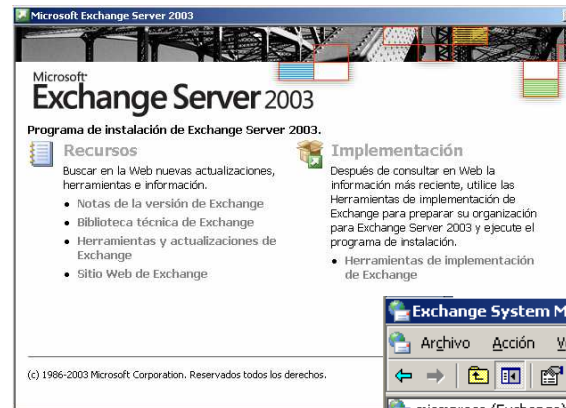 Microsoft Exchange Server 2003
Microsoft
Exchange Server 2003
Programa de instalación de Exchange Server 2003.
Recursos
Buscar en la Web nuevas actualizaciones,
herramientas e información.
• Notas de la versión de Exchange
• Biblioteca técnica de Exchange
• Herramientas y actualizaciones de
Exchange
• Sitio Web de Exchange
Implementación
Después de consultar en Web la
información más reciente, utilice las
Herramientas de implementación de
Exchange para preparar su organización
para Exchange Server 2003 y ejecute el
programa de instalación.
• Herramientas de implementación
de Exchange
(c) 1986-2003 Microsoft Corporation. Reservados todos los derechos.
Exchange System M
Archivo Acción